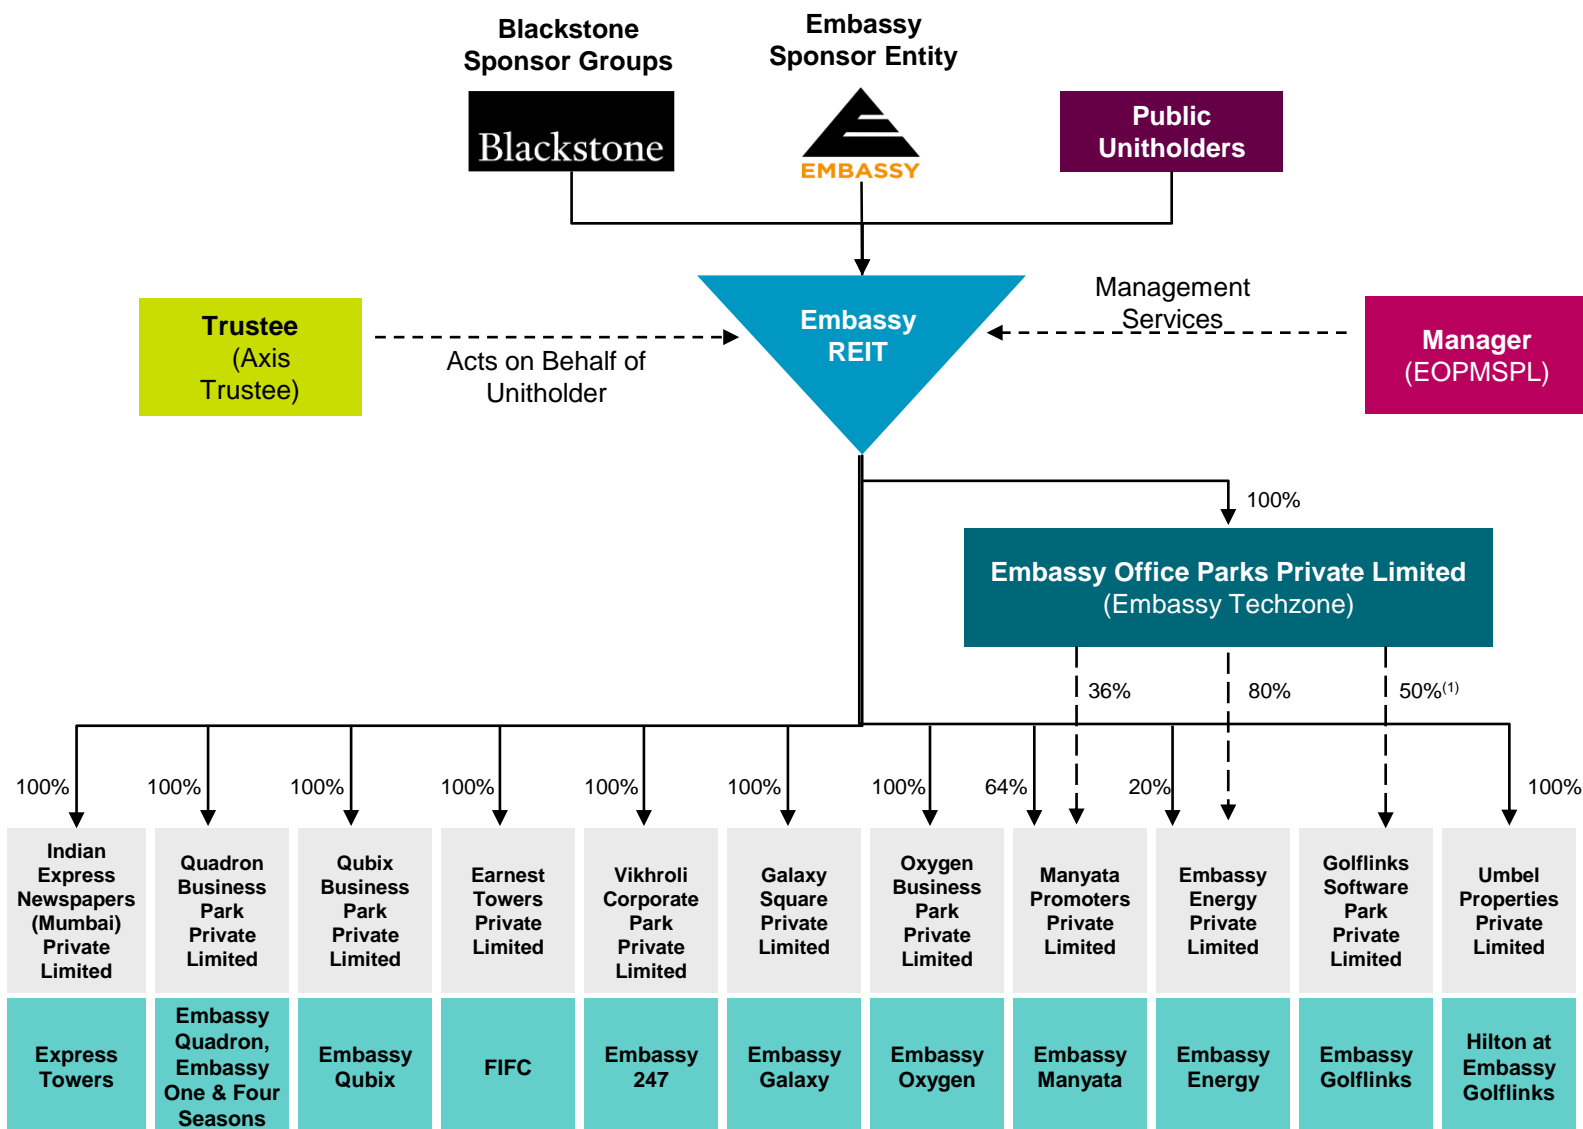 Blackstone
Sponsor Groups
Embassy
Sponsor Entity
Blackstone
EMBASSY
Public
Unitholders
Trustee
(Axis
Trustee)
Acts on Behalf of
Unitholder
Embassy
REIT
Management
Services
Manager
(EOPMSPL)
100%
Embassy Office Parks Private Limited
(Embassy Techzone)
36%
80%
50%(1)
100%
100%
100%
100%
100%
100%
100%
64%
20%
100%
Indian
Express
Newspapers
(Mumbai)
Private
Limited
Quadron
Business
Park
Private
Limited
Qubix
Business
Park
Private
Limited
Earnest
Towers
Private
Limited
Vikhroli
Corporate
Park
Private
Limited
Galaxy
Square
Private
Limited
Oxygen
Business
Park
Private
Limited
Manyata
Promoters
Private
Limited
Embassy
Energy
Private
Limited
Golflinks
Software
Park
Private
Limited
Umbel
Properties
Private
Limited
Express
Towers
Embassy
Quadron,
Embassy
One & Four
Seasons
Embassy
Qubix
FIFC
Embassy
247
Embassy
Galaxy
Embassy
Oxygen
Embassy
Manyata
Embassy
Energy
Embassy
Golflinks
Hilton at
Embassy
Golflinks